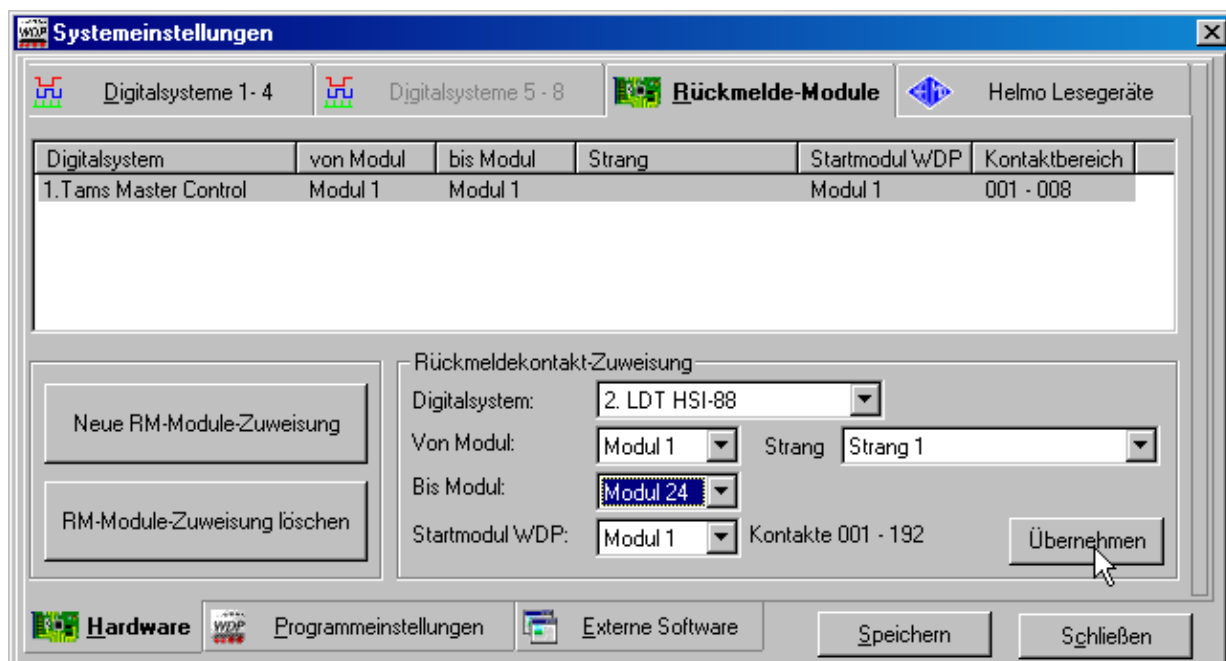 Systemeinstellungen
Digitalsysteme 1- 4 Digitalsysteme 5 - 8 Rückmelde-Module Helmo Lesegeräte
Digitalsystem von Modul bis Modul Strang Startmodul WDP Kontaktbereich
1.Tams Master Control Modul 1 Modul 1 Modul 1 001 - 008
Neue RM-Module-Zuweisung
RM-Module-Zuweisung löschen
Rückmeldekontakt-Zuweisung
Digitalsystem: 2. LDT HSI-88
Von Modul: Modul 1 Strang Strang 1
Bis Modul: Modul 24
Startmodul WDP: Modul 1 Kontakte 001 - 192
Übernehmen
Hardware Programmeinstellungen Externe Software
Speichern Schließen